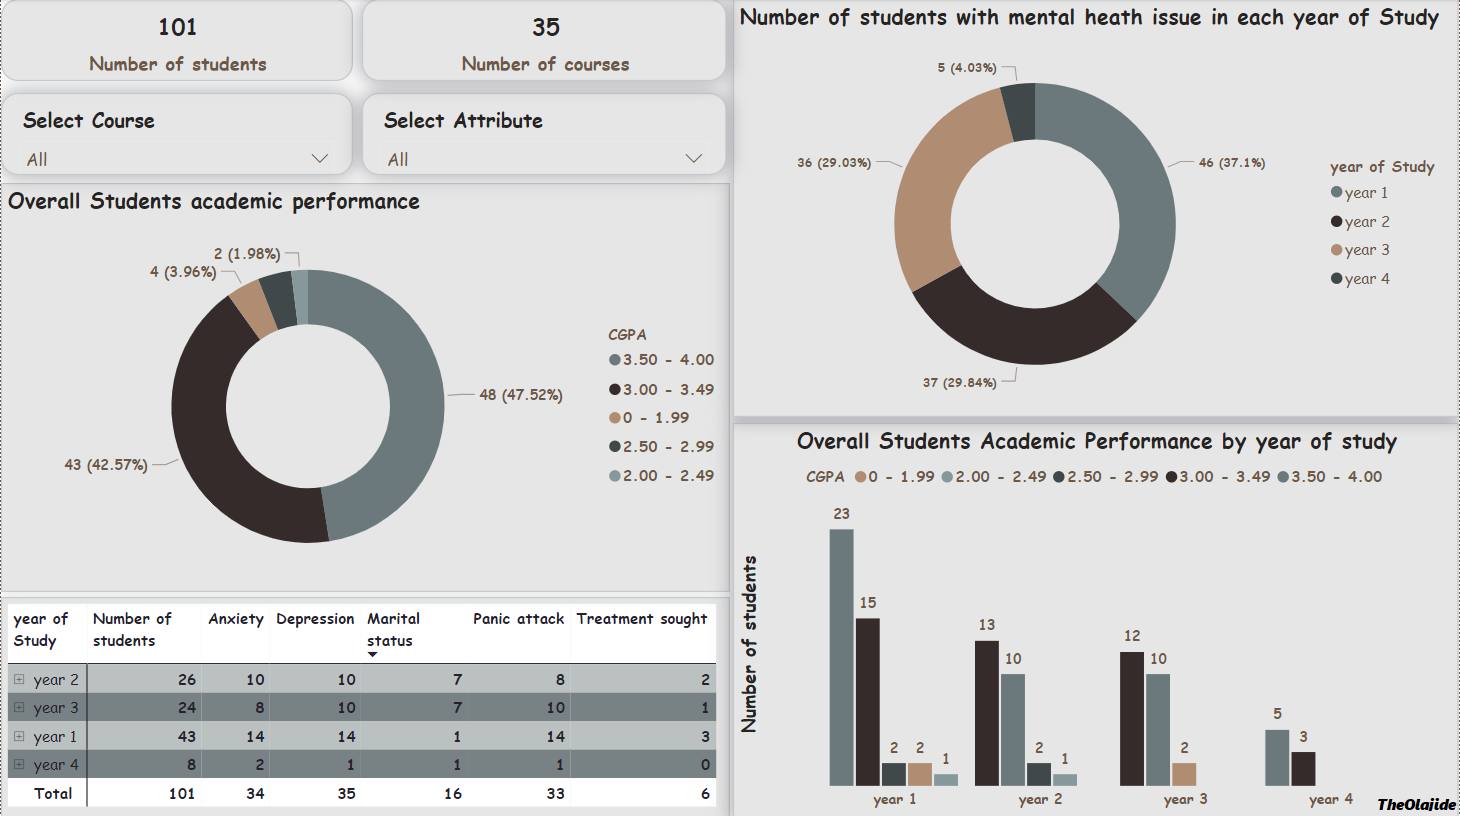 101
Number of students
35
Number of courses
Select Course
All
Select Attribute
All
Overall Students academic performance
2 (1.98%)
4 (3.96%)
48 (47.52%)
43 (42.57%)
CGPA
3.50 - 4.00
3.00 - 3.49
0 - 1.99
2.50 - 2.99
2.00 - 2.49
year of Study Number of students Anxiety Depression Marital status Panic attack Treatment sought
year 2 26 10 10 7 8 2
year 3 24 8 10 7 10 1
year 1 43 14 14 1 14 3
year 4 8 2 1 1 1 0
Total 101 34 35 16 33 6
Number of students with mental heath issue in each year of Study
5 (4.03%)
36 (29.03%)
46 (37.1%)
37 (29.84%)
year of Study
year 1
year 2
year 3
year 4
Overall Students Academic Performance by year of study
CGPA 0 - 1.99 2.00 - 2.49 2.50 - 2.99 3.00 - 3.49 3.50 - 4.00
Number of students
23 15 2 2 1
13 10 2 1
12 10 2
5 3
year 1 year 2 year 3 year 4
TheOlajide